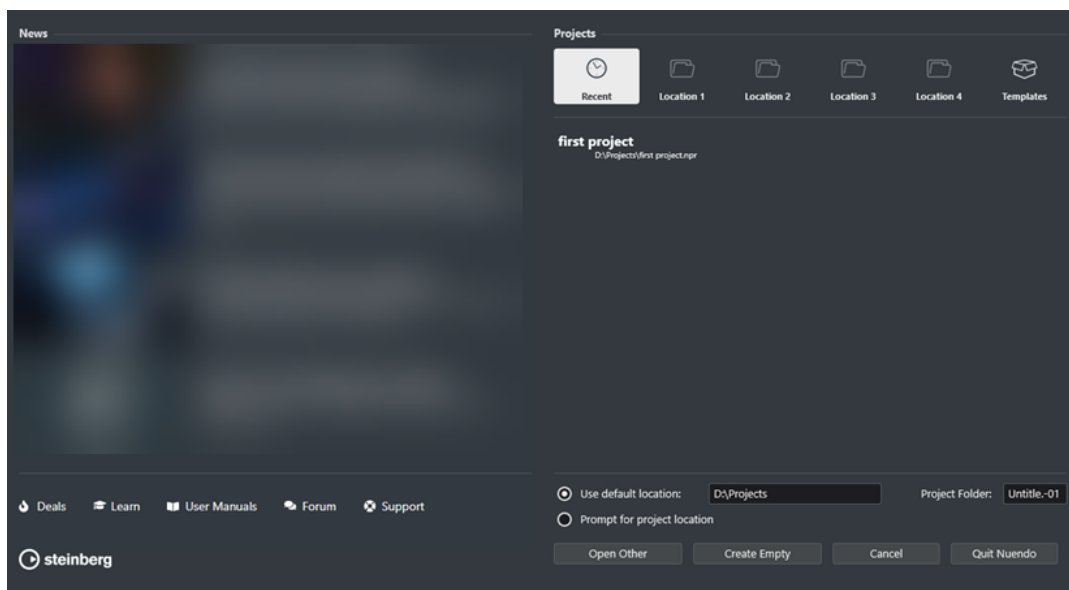 News
Projects
Recent
Location 1
Location 2
Location 3
Location 4
Templates
first project
D:\Projects\first project.npr
Use default location:
D:\Projects
Project Folder:
Untitle.-01
Prompt for project location
Deals
Learn
User Manuals
Forum
Support
Open Other
Create Empty
Cancel
Quit Nuendo
steinberg